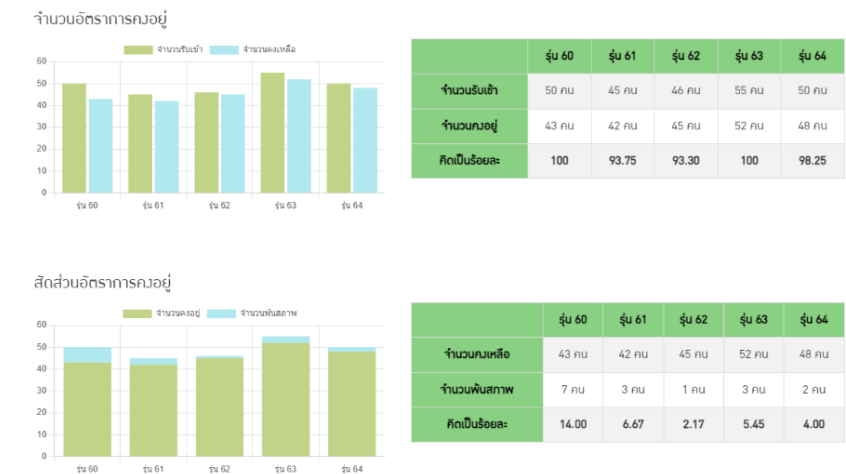 จำนวนอัตราการคงอยู่
จำนวนรับเข้า จำนวนคงเหลือ
60
50
40
30
20
10
0
รุ่น 60 รุ่น 61 รุ่น 62 รุ่น 63 รุ่น 64
รุ่น 60 รุ่น 61 รุ่น 62 รุ่น 63 รุ่น 64
จำนวนรับเข้า 50 คน 45 คน 46 คน 55 คน 50 คน
จำนวนคงอยู่ 43 คน 42 คน 45 คน 52 คน 48 คน
คิดเป็นร้อยละ 100 93.75 93.30 100 98.25
สัดส่วนอัตราการคงอยู่
จำนวนคงอยู่ จำนวนพ้นสภาพ
60
50
40
30
20
10
0
รุ่น 60 รุ่น 61 รุ่น 62 รุ่น 63 รุ่น 64
รุ่น 60 รุ่น 61 รุ่น 62 รุ่น 63 รุ่น 64
จำนวนคงเหลือ 43 คน 42 คน 45 คน 52 คน 48 คน
จำนวนพ้นสภาพ 7 คน 3 คน 1 คน 3 คน 2 คน
คิดเป็นร้อยละ 14.00 6.67 2.17 5.45 4.00